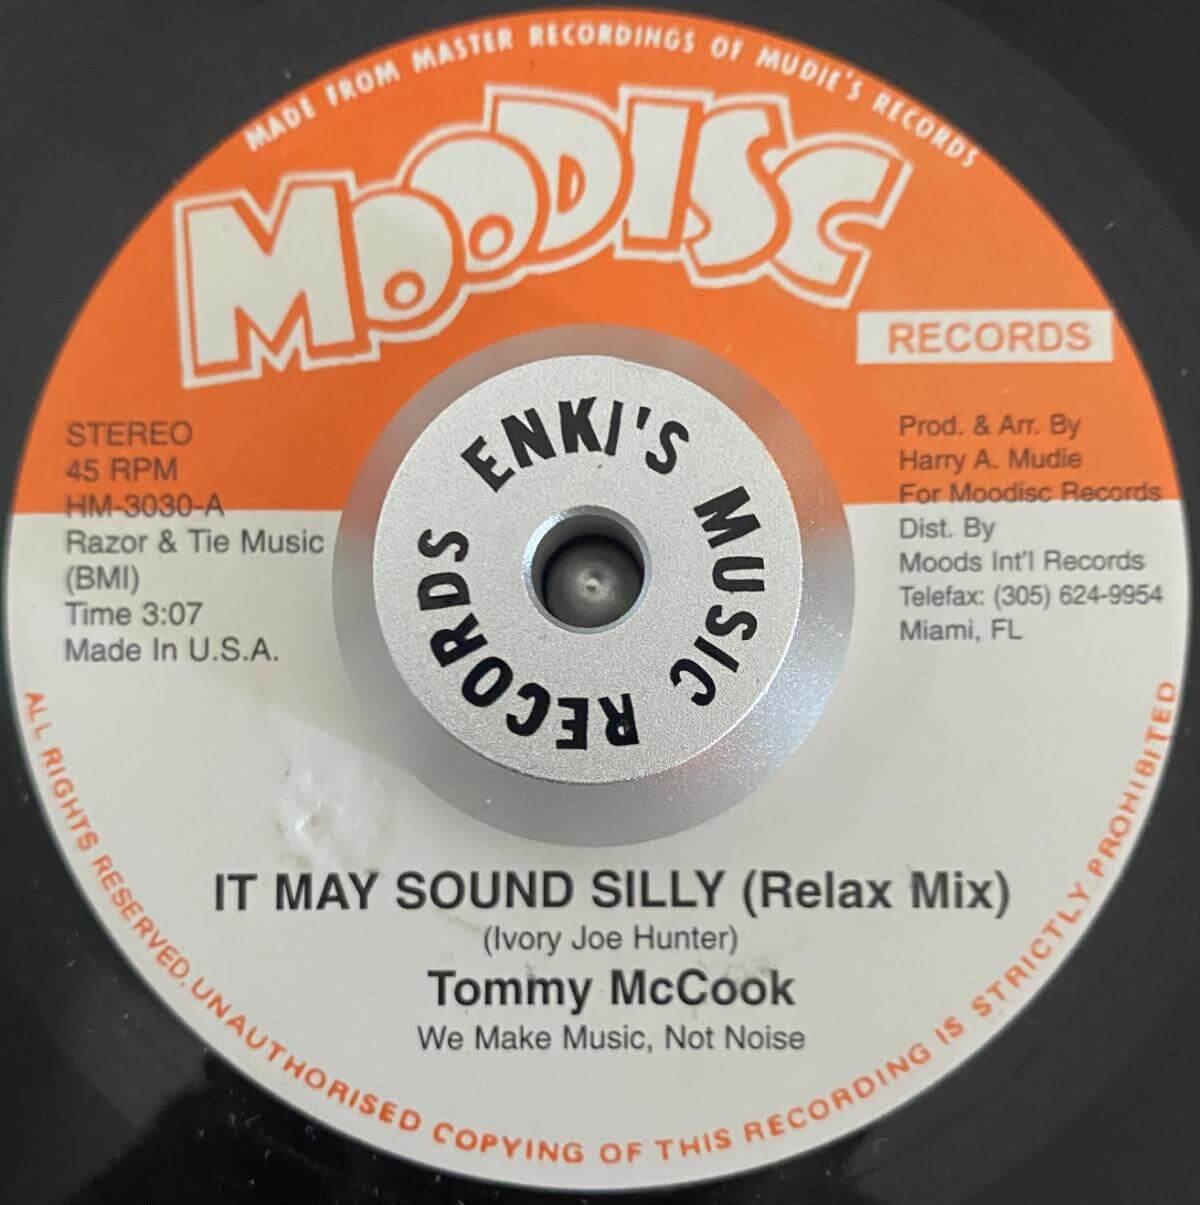 MADE FROM MASTER RECORDINGS OF MUDIE'S RECORDS
MOODISC
RECORDS
STEREO
45 RPM
HM-3030-A
Razor & Tie Music
(BMI)
Time 3:07
Made In U.S.A.
Prod. & Arr. By
Harry A. Mudie
For Moodisc Records
Dist. By
Moods Int'l Records
Telefax: (305) 624-9954
Miami, FL
ENKI'S MUSIC RECORDS
IT MAY SOUND SILLY (Relax Mix)
(Ivory Joe Hunter)
Tommy McCook
We Make Music, Not Noise
ALL RIGHTS RESERVED. UNAUTHORISED COPYING OF THIS RECORDING IS STRICTLY PROHIBITED